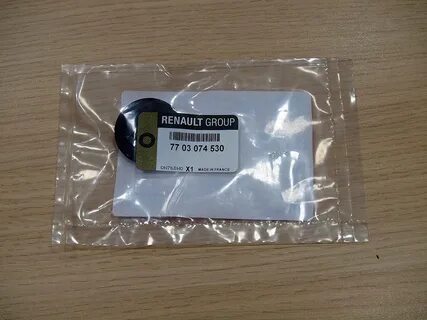 RENAULT GROUP
77 03 074 530
X1 MADE IN FRANCE